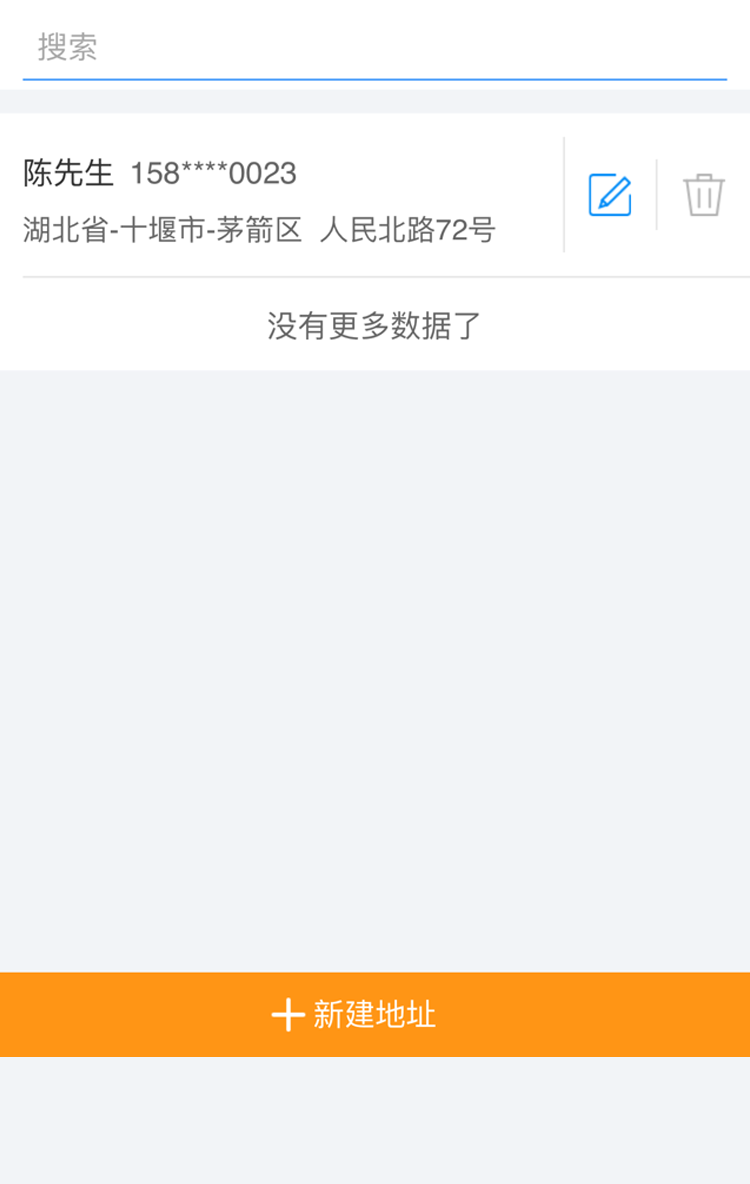 搜索
陈先生 158****0023
湖北省-十堰市-茅箭区 人民北路72号
没有更多数据了
新建地址